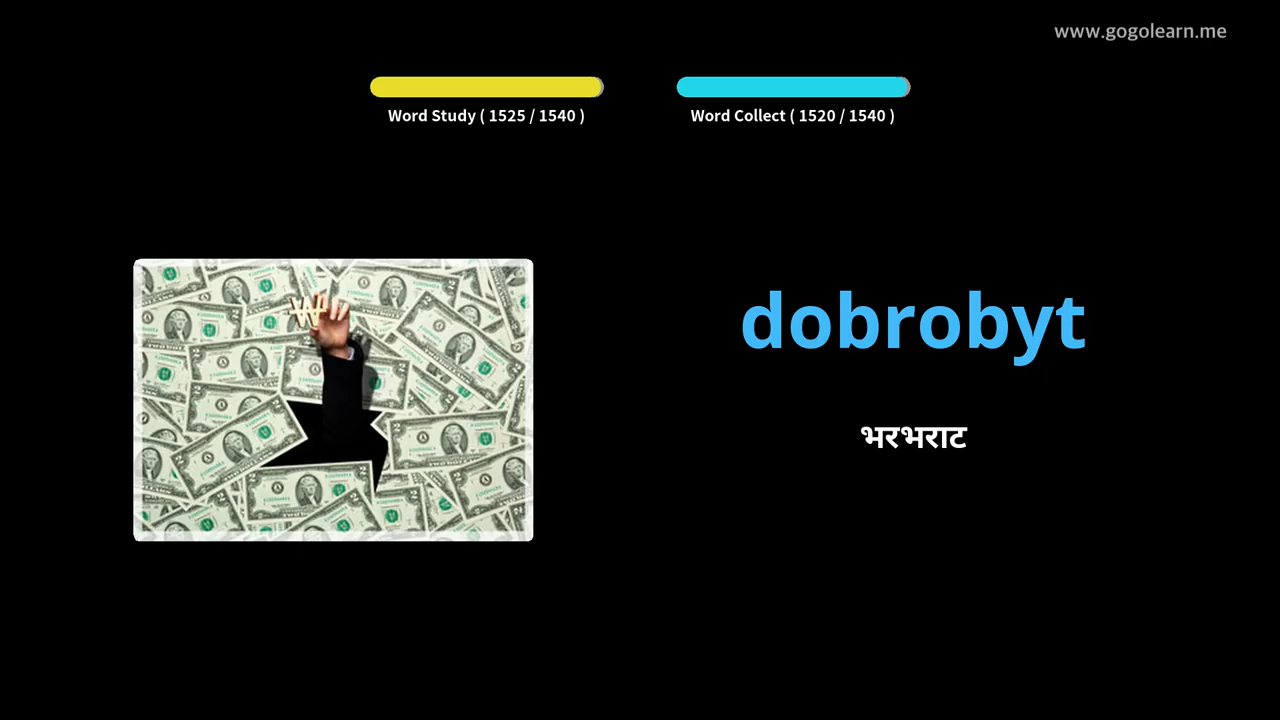 www.gogolearn.me
Word Study ( 1525 / 1540 )
Word Collect ( 1520 / 1540 )
₩
dobrobyt
भरभराट